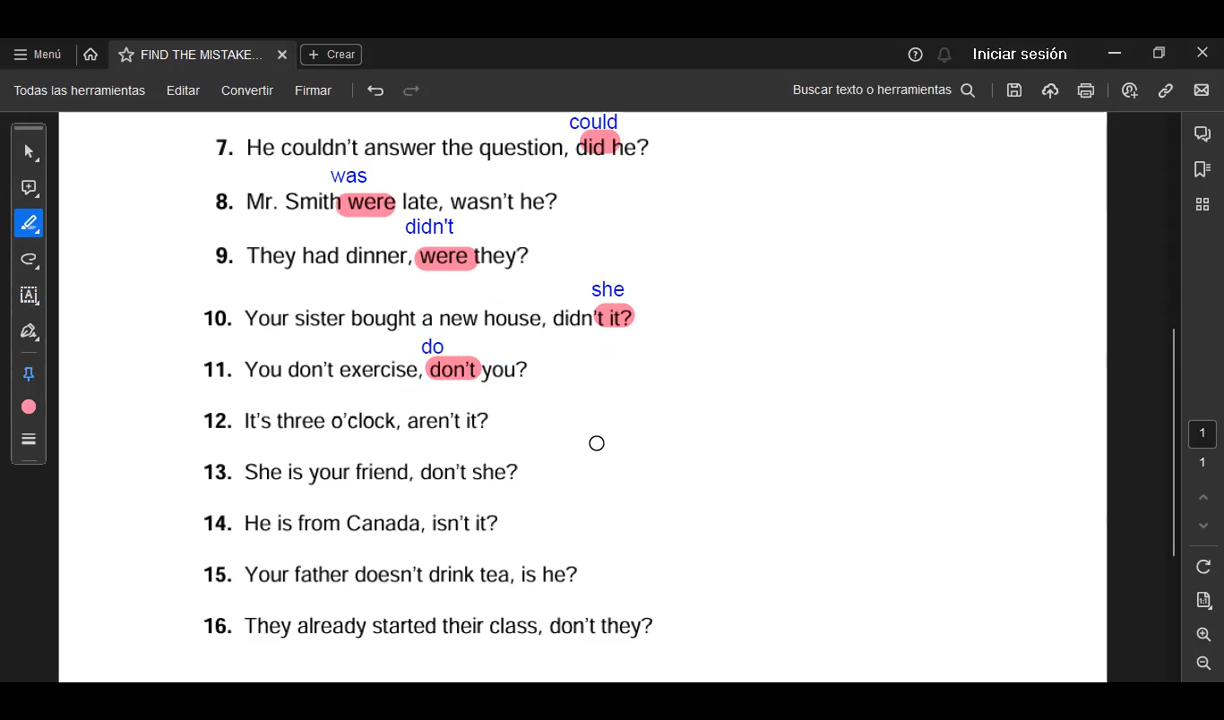 Menú
FIND THE MISTAKE...
Crear
Iniciar sesión
Todas las herramientas
Editar
Convertir
Firmar
Buscar texto o herramientas
could
7. He couldn't answer the question, did he?
was
8. Mr. Smith were late, wasn't he?
didn't
9. They had dinner, were they?
she
10. Your sister bought a new house, didn't it?
do
11. You don't exercise, don't you?
12. It's three o'clock, aren't it?
13. She is your friend, don't she?
14. He is from Canada, isn't it?
15. Your father doesn't drink tea, is he?
16. They already started their class, don't they?
1
1